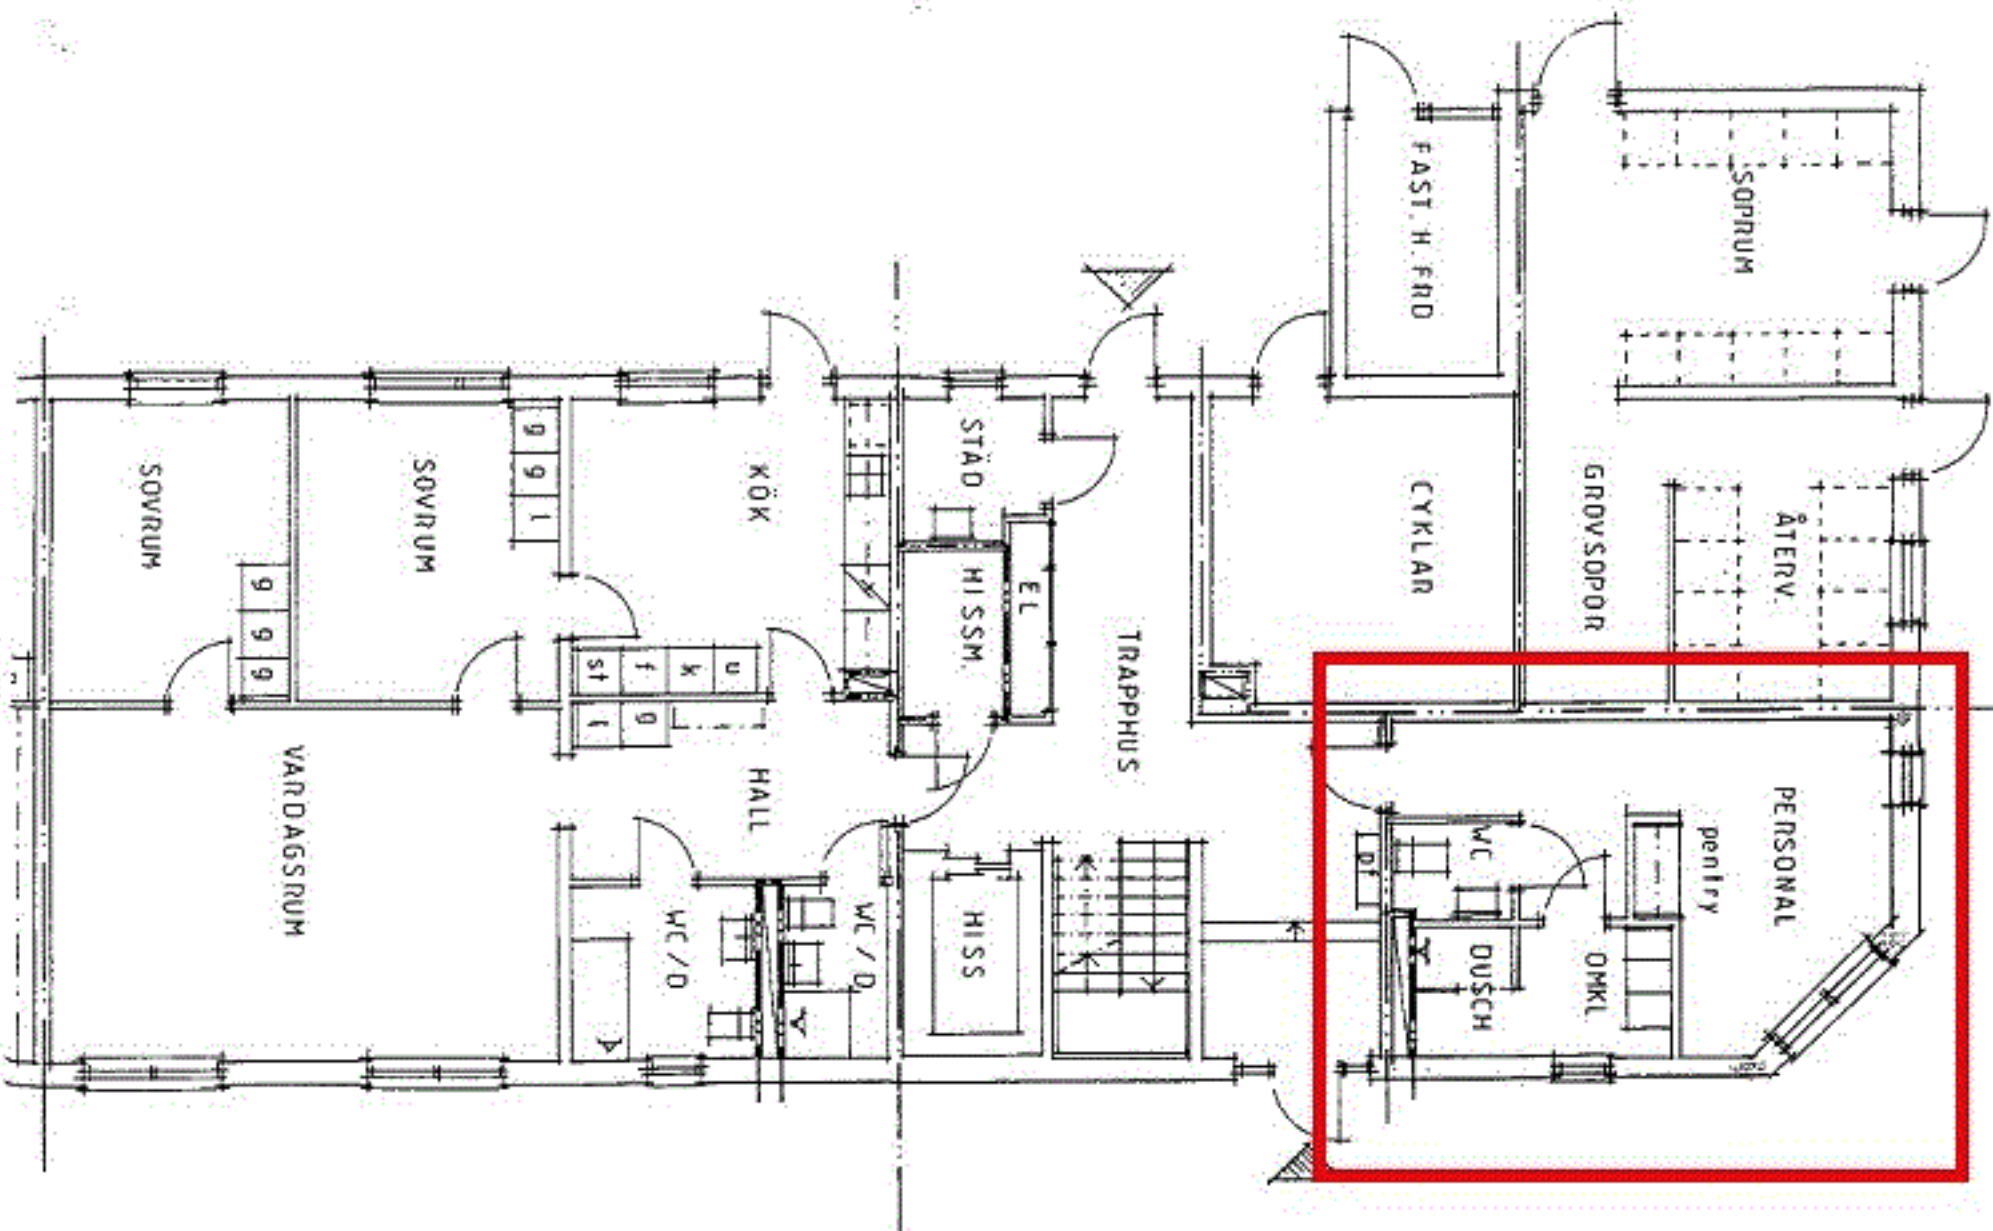 FAST. H. FRD
SOPRUM
SOVRUM
SOVRUM
g
g
l
KÖK
STÄD
CYKLAR
GROVSOPOR
ÅTERV.
g
g
g
st
f
k
u
HISSM.
EL
TRAPPHUS
l
g
VARDAGSRUM
HALL
WC/D
WC/D
HISS
WC
pentry
PERSONAL
DUSCH
OMKL